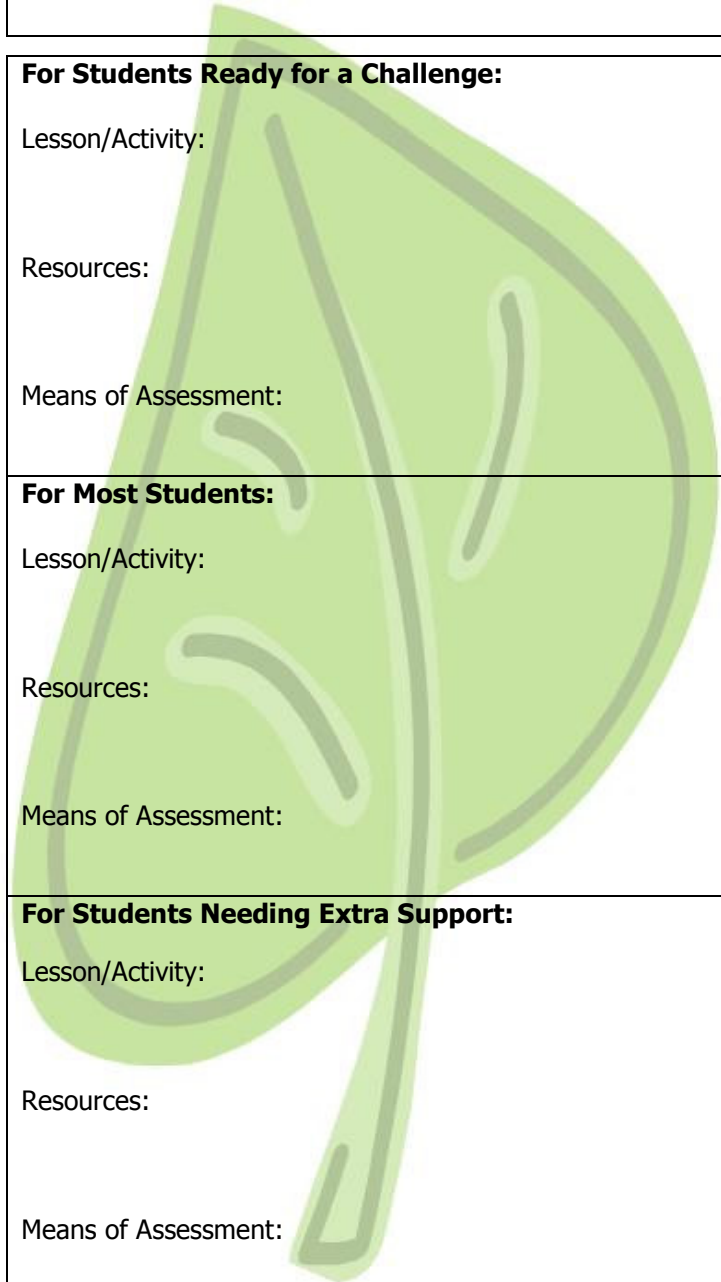 For Students Ready for a Challenge:
Lesson/Activity:
Resources:
Means of Assessment:
For Most Students:
Lesson/Activity:
Resources:
Means of Assessment:
For Students Needing Extra Support:
Lesson/Activity:
Resources:
Means of Assessment: